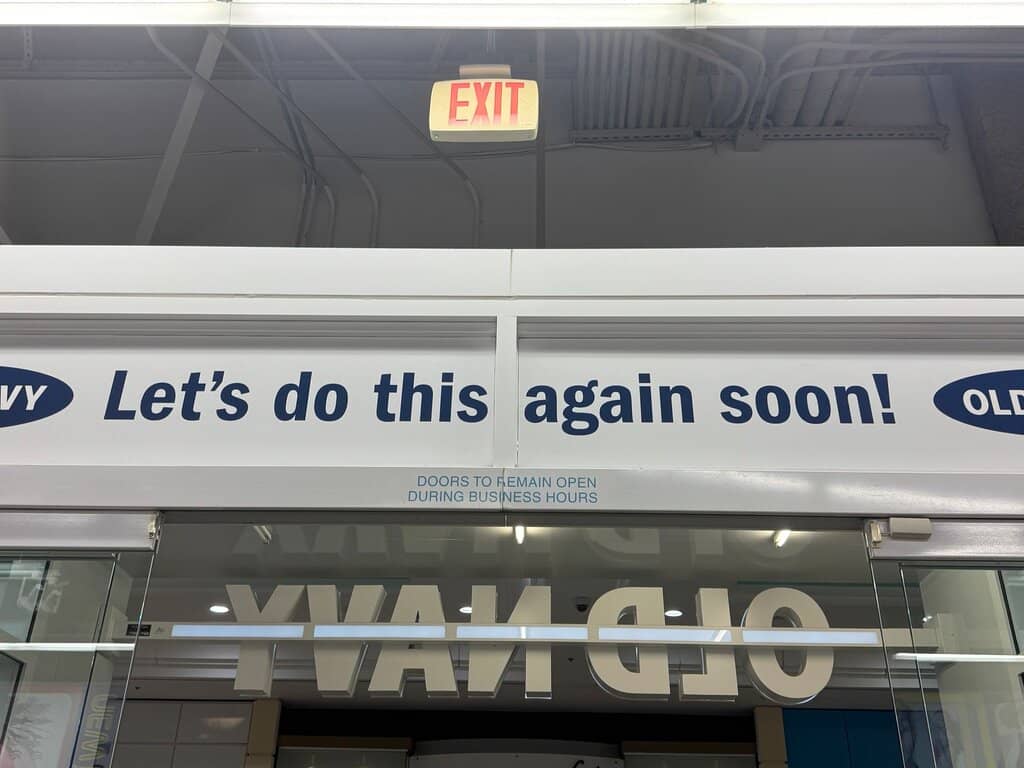 EXIT
VY Let's do this again soon! OLD
DOORS TO REMAIN OPEN
DURING BUSINESS HOURS
OLD NAVY